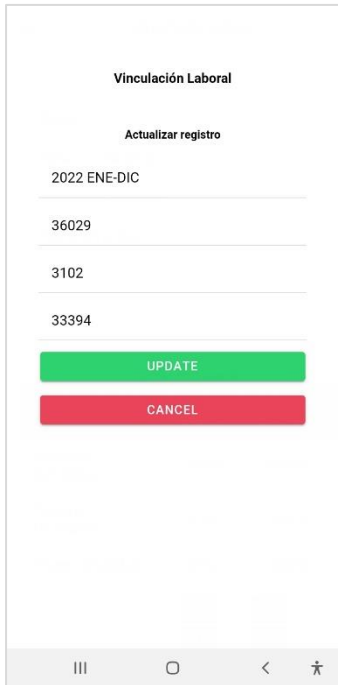 Vinculación Laboral
Actualizar registro
2022 ENE-DIC
36029
3102
33394
UPDATE
CANCEL